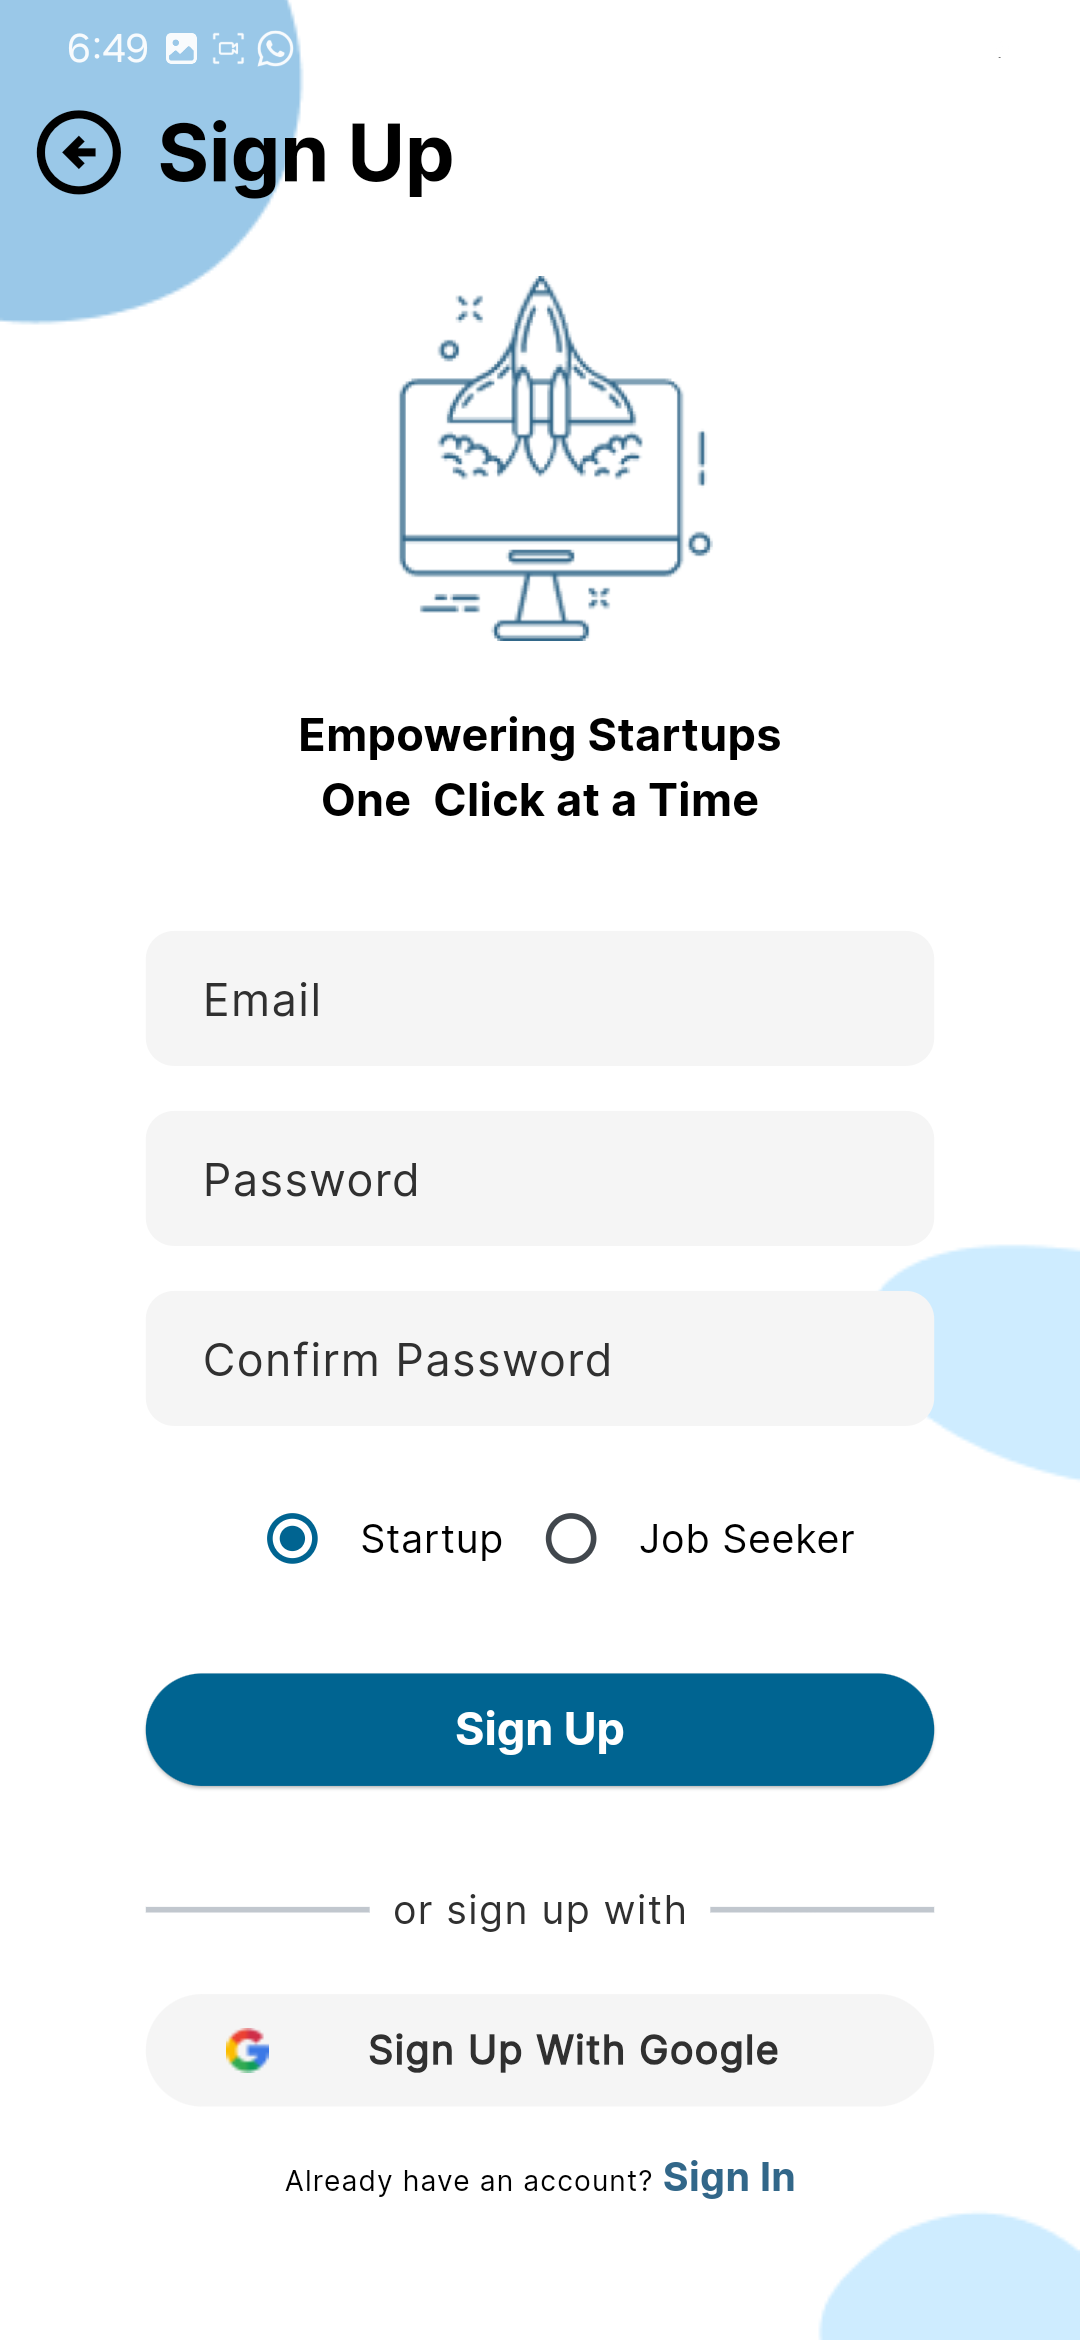 6:49
Sign Up
Empowering Startups
One  Click at a Time
Email
Password
Confirm Password
Startup
Job Seeker
Sign Up
or sign up with
Sign Up With Google
Already have an account? Sign In